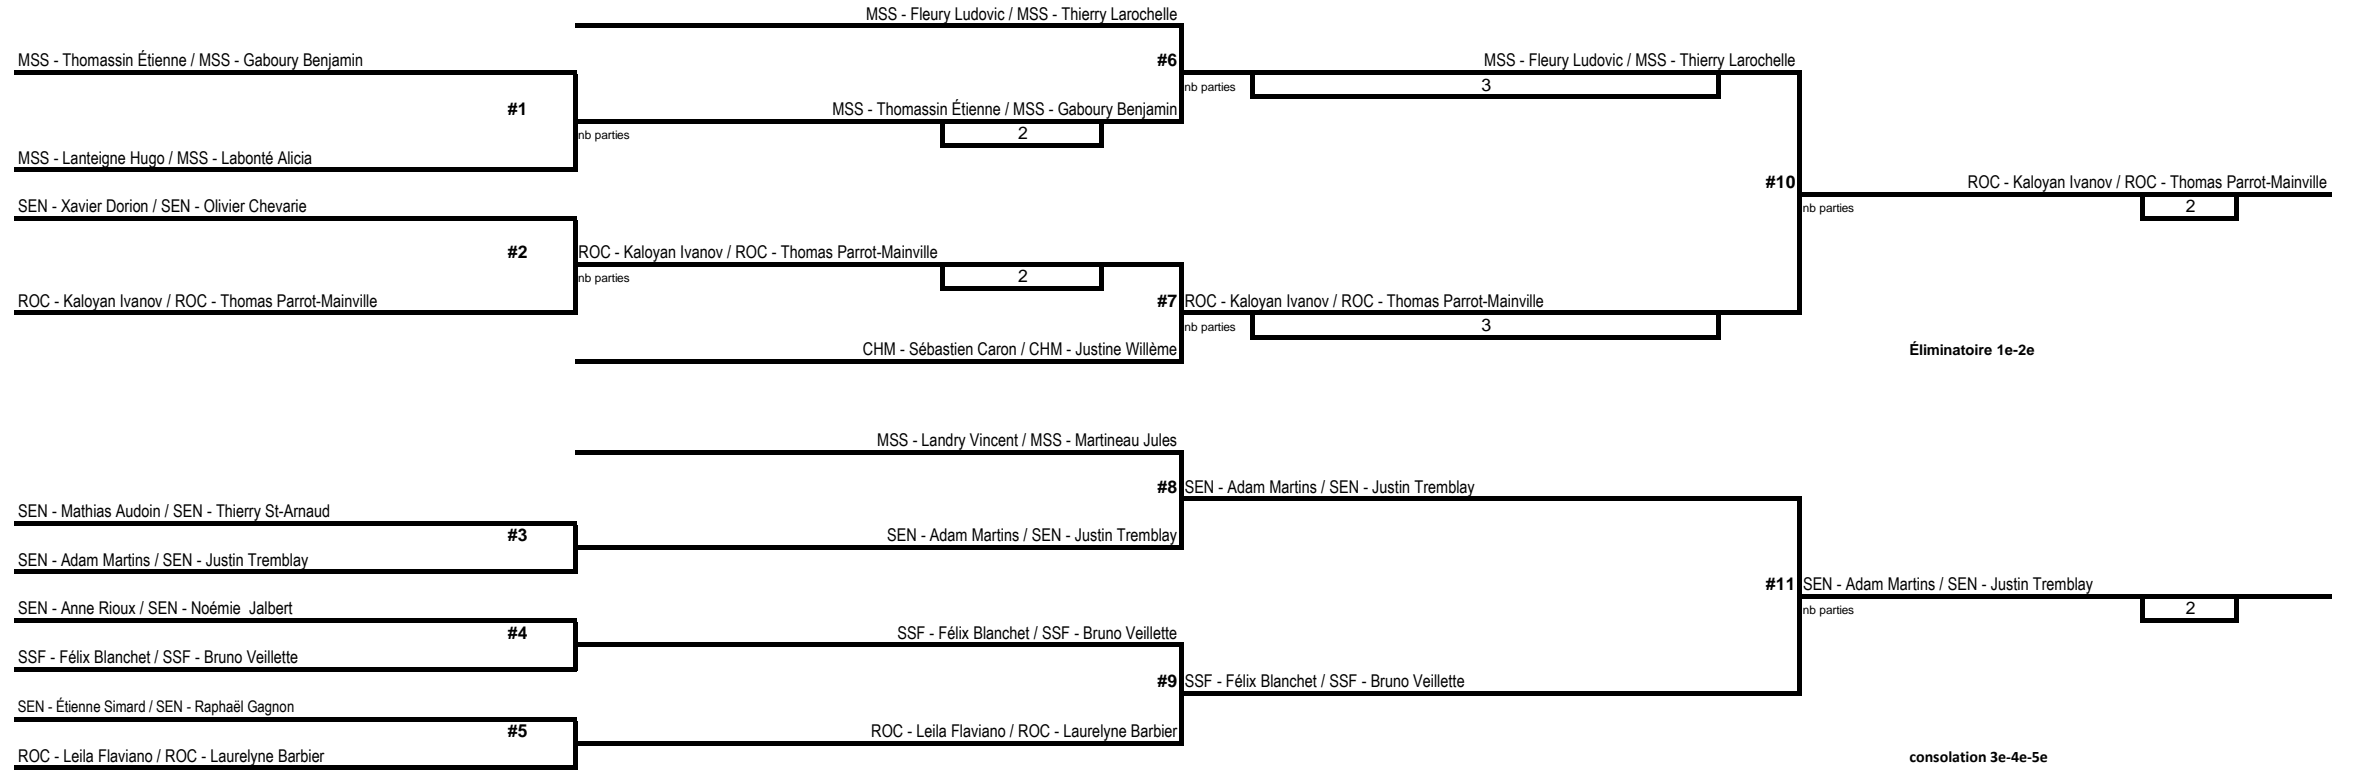 MSS - Fleury Ludovic / MSS - Thierry Larochelle
MSS - Thomassin Étienne / MSS - Gaboury Benjamin
#6
MSS - Fleury Ludovic / MSS - Thierry Larochelle
nb parties
3
#1
MSS - Thomassin Étienne / MSS - Gaboury Benjamin
nb parties
2
MSS - Lanteigne Hugo / MSS - Labonté Alicia
#10
ROC - Kaloyan Ivanov / ROC - Thomas Parrot-Mainville
SEN - Xavier Dorion / SEN - Olivier Chevarie
nb parties
2
#2
ROC - Kaloyan Ivanov / ROC - Thomas Parrot-Mainville
nb parties
2
ROC - Kaloyan Ivanov / ROC - Thomas Parrot-Mainville
#7
ROC - Kaloyan Ivanov / ROC - Thomas Parrot-Mainville
nb parties
3
CHM - Sébastien Caron / CHM - Justine Willème
Éliminatoire 1e-2e
MSS - Landry Vincent / MSS - Martineau Jules
#8
SEN - Adam Martins / SEN - Justin Tremblay
SEN - Mathias Audoin / SEN - Thierry St-Arnaud
#3
SEN - Adam Martins / SEN - Justin Tremblay
SEN - Adam Martins / SEN - Justin Tremblay
#11
SEN - Adam Martins / SEN - Justin Tremblay
SEN - Anne Rioux / SEN - Noémie  Jalbert
nb parties
2
#4
SSF - Félix Blanchet / SSF - Bruno Veillette
SSF - Félix Blanchet / SSF - Bruno Veillette
#9
SSF - Félix Blanchet / SSF - Bruno Veillette
SEN - Étienne Simard / SEN - Raphaël Gagnon
#5
ROC - Leila Flaviano / ROC - Laurelyne Barbier
ROC - Leila Flaviano / ROC - Laurelyne Barbier
consolation 3e-4e-5e